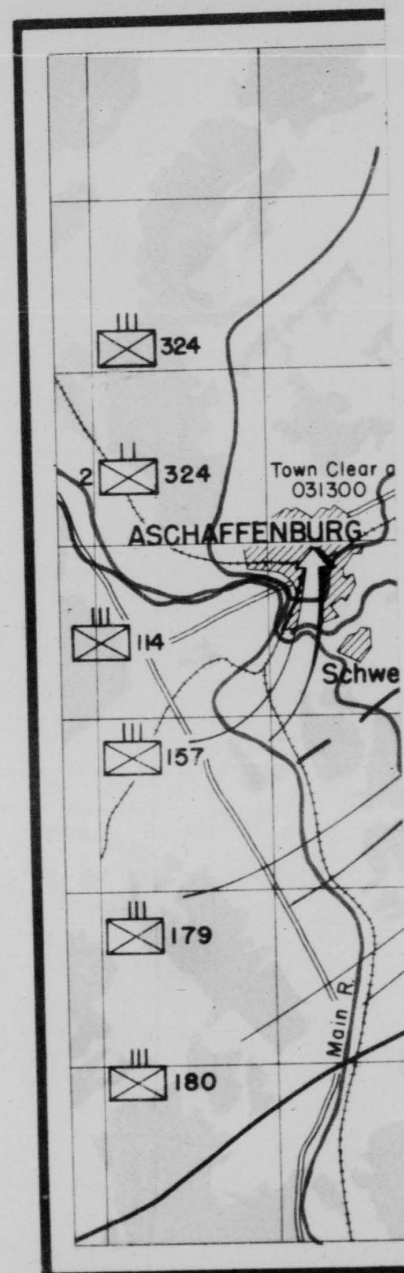 324
2 324
Town Clear a
031300
ASCHAFFENBURG
114
Schwe
157
179
Main R.
180